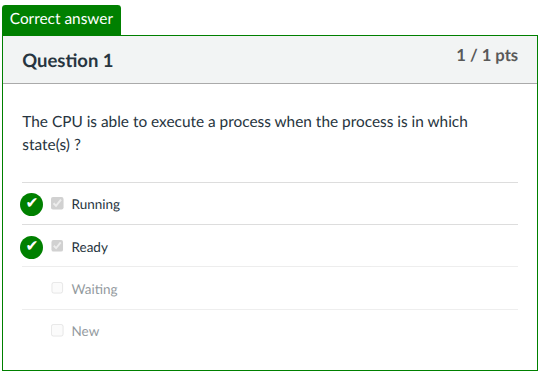 Correct answer
Question 1
1 / 1 pts
The CPU is able to execute a process when the process is in which
state(s) ?
Running
Ready
Waiting
New